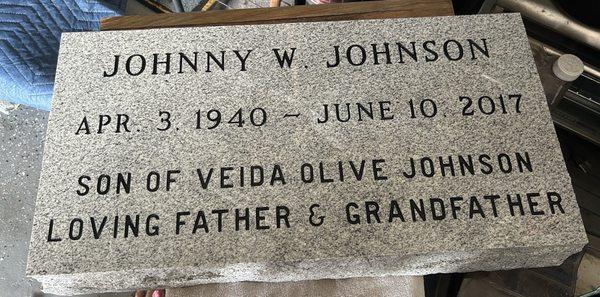 JOHNNY W. JOHNSON
APR. 3. 1940 ~ JUNE 10. 2017
SON OF VEIDA OLIVE JOHNSON
LOVING FATHER & GRANDFATHER